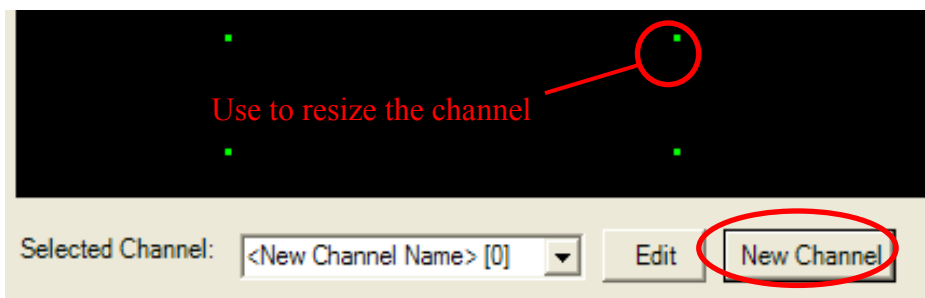 Use to resize the channel
Selected Channel: <New Channel Name> [0] Edit New Channel